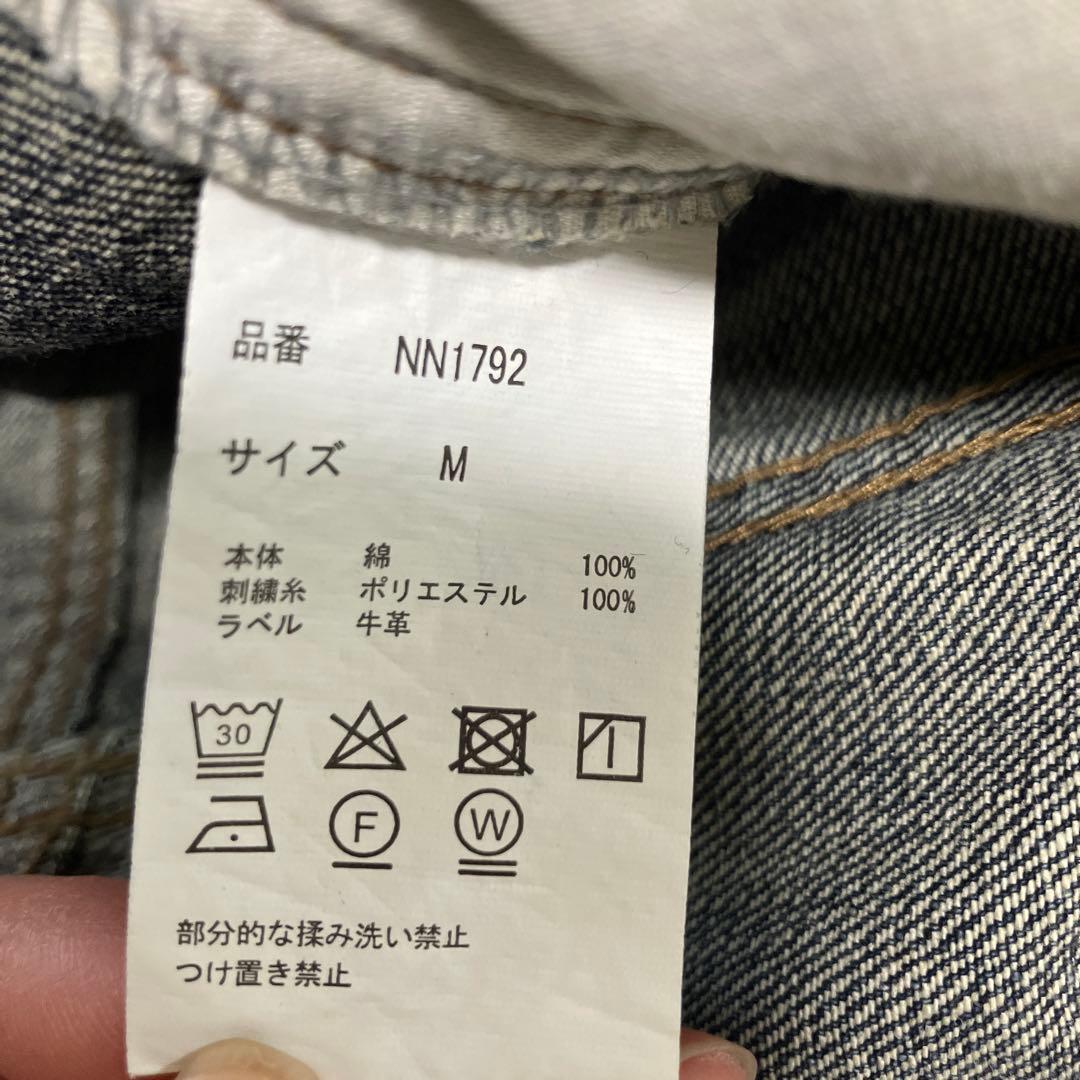 品番 NN1792
サイズ M
本体 綿 100%
刺繍糸 ポリエステル 100%
ラベル 牛革
30
F W
部分的な揉み洗い禁止
つけ置き禁止